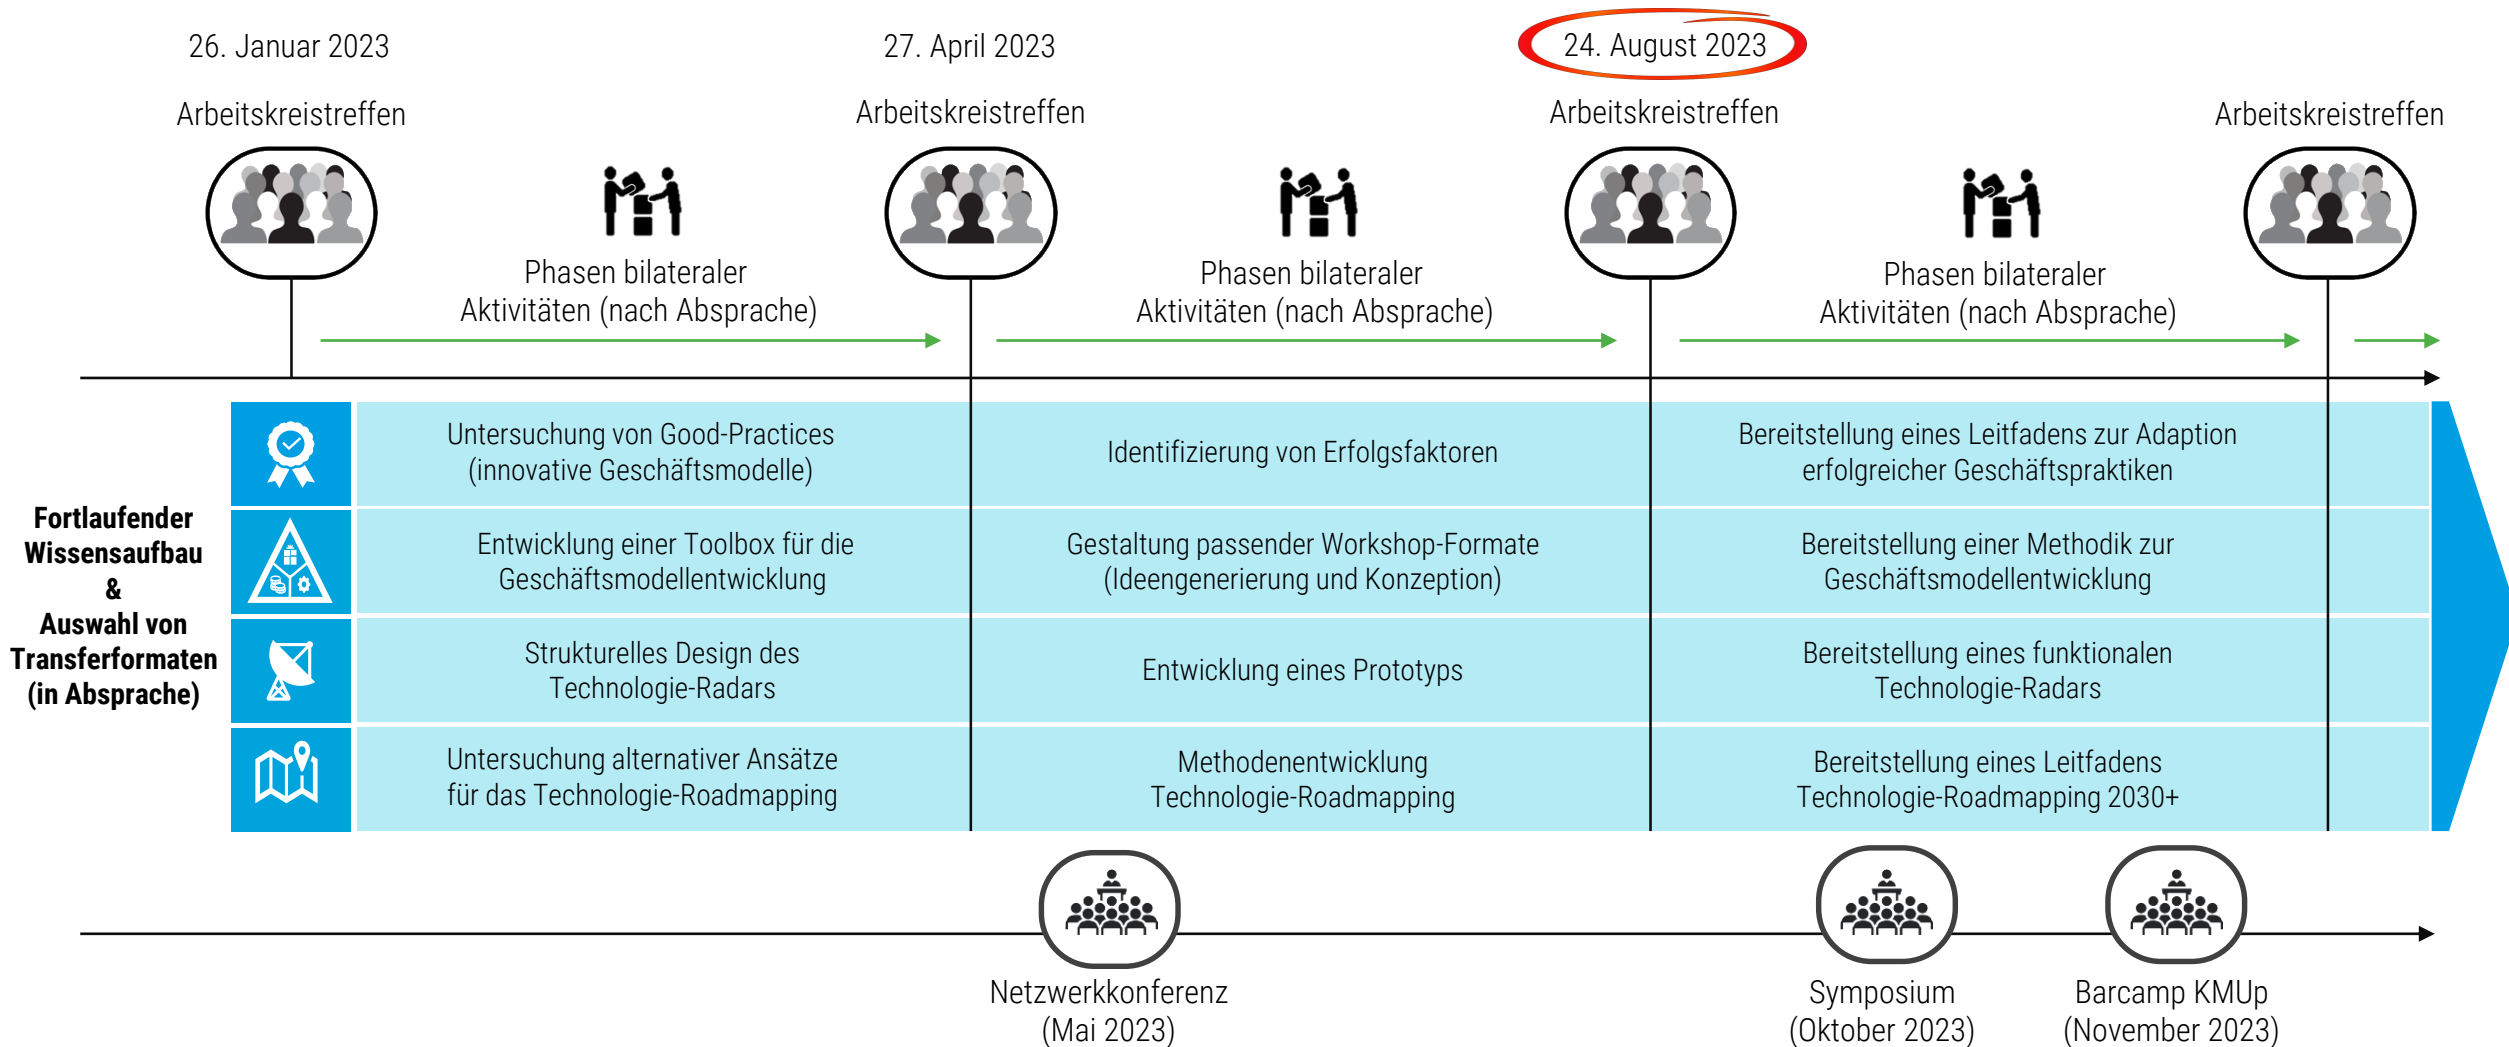 26. Januar 2023
27. April 2023
24. August 2023
Arbeitskreistreffen
Arbeitskreistreffen
Arbeitskreistreffen
Arbeitskreistreffen
Phasen bilateraler
Aktivitäten (nach Absprache)
Phasen bilateraler
Aktivitäten (nach Absprache)
Phasen bilateraler
Aktivitäten (nach Absprache)
Fortlaufender
Wissensaufbau
&
Auswahl von
Transferformaten
(in Absprache)
Untersuchung von Good-Practices
(innovative Geschäftsmodelle)
Identifizierung von Erfolgsfaktoren
Bereitstellung eines Leitfadens zur Adaption
erfolgreicher Geschäftspraktiken
Entwicklung einer Toolbox für die
Geschäftsmodellentwicklung
Gestaltung passender Workshop-Formate
(Ideengenerierung und Konzeption)
Bereitstellung einer Methodik zur
Geschäftsmodellentwicklung
Strukturelles Design des
Technologie-Radars
Entwicklung eines Prototyps
Bereitstellung eines funktionalen
Technologie-Radars
Untersuchung alternativer Ansätze
für das Technologie-Roadmapping
Methodenentwicklung
Technologie-Roadmapping
Bereitstellung eines Leitfadens
Technologie-Roadmapping 2030+
Netzwerkkonferenz
(Mai 2023)
Symposium
(Oktober 2023)
Barcamp KMUp
(November 2023)